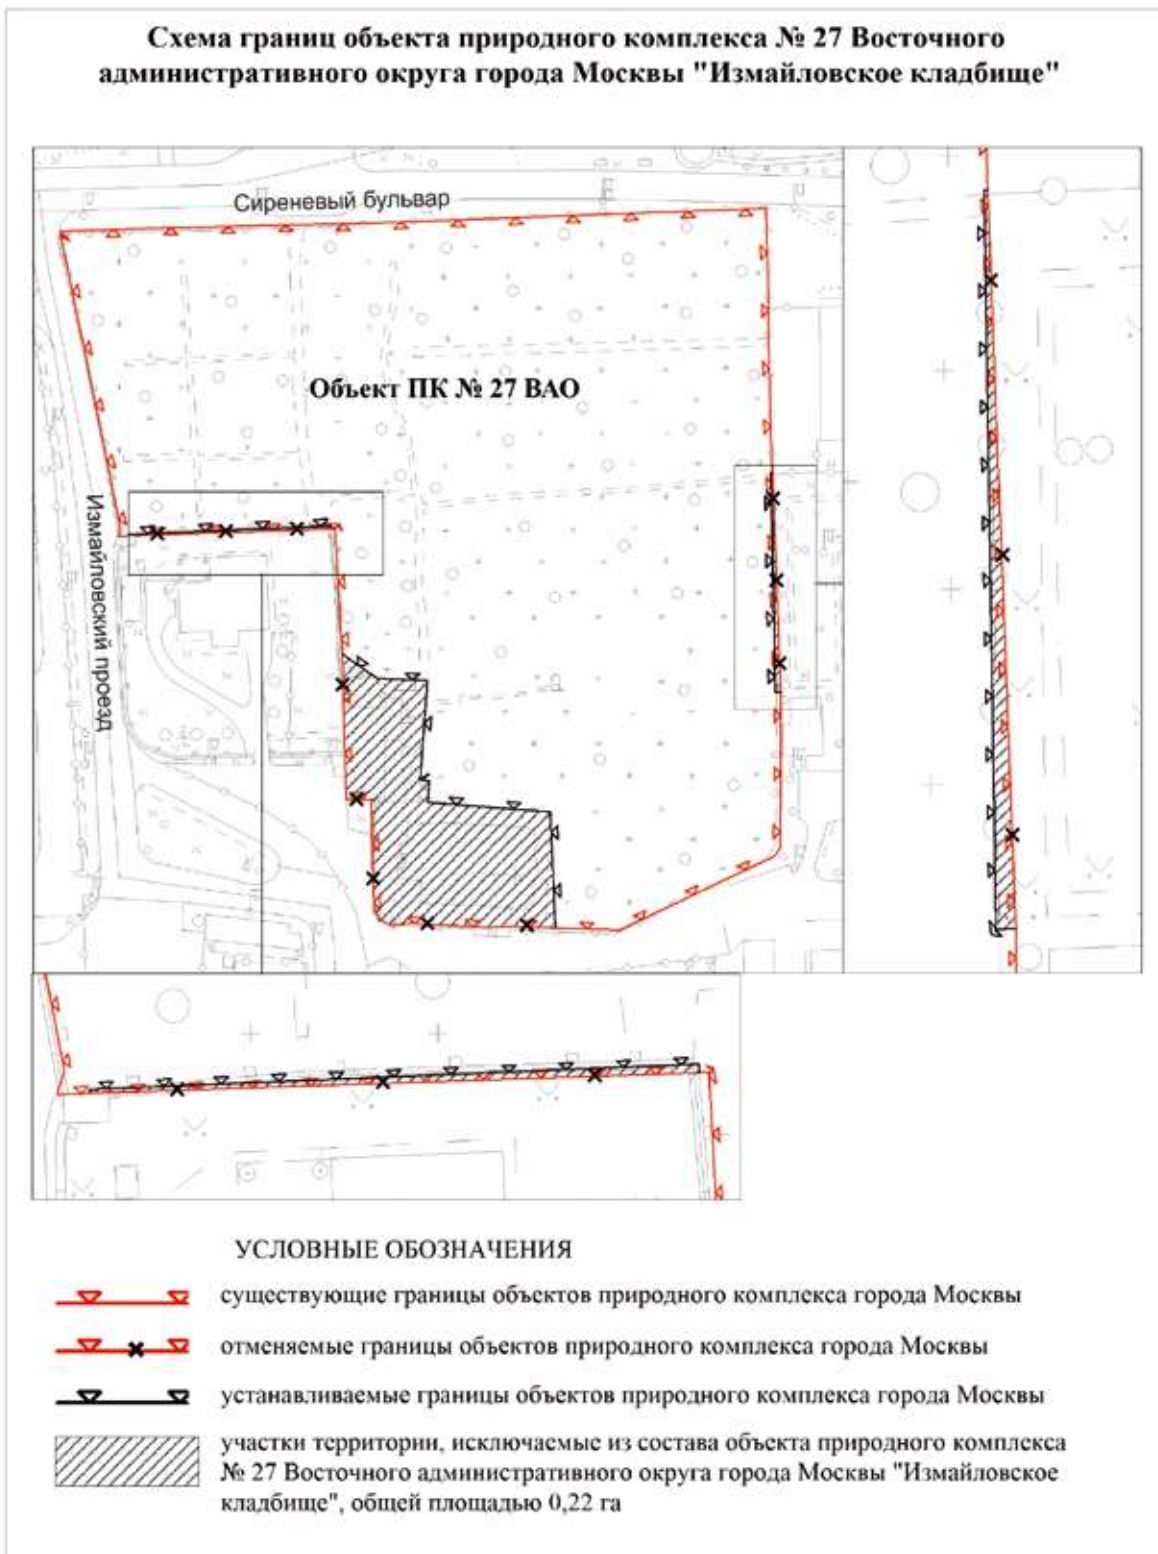 Схема границ объекта природного комплекса № 27 Восточного
административного округа города Москвы "Измайловское кладбище"
Сиреневый бульвар
Объект ПК № 27 ВАО
Измайловский проезд
УСЛОВНЫЕ ОБОЗНАЧЕНИЯ
существующие границы объектов природного комплекса города Москвы
отменяемые границы объектов природного комплекса города Москвы
устанавливаемые границы объектов природного комплекса города Москвы
участки территории, исключаемые из состава объекта природного комплекса
№ 27 Восточного административного округа города Москвы "Измайловское
кладбище", общей площадью 0,22 га